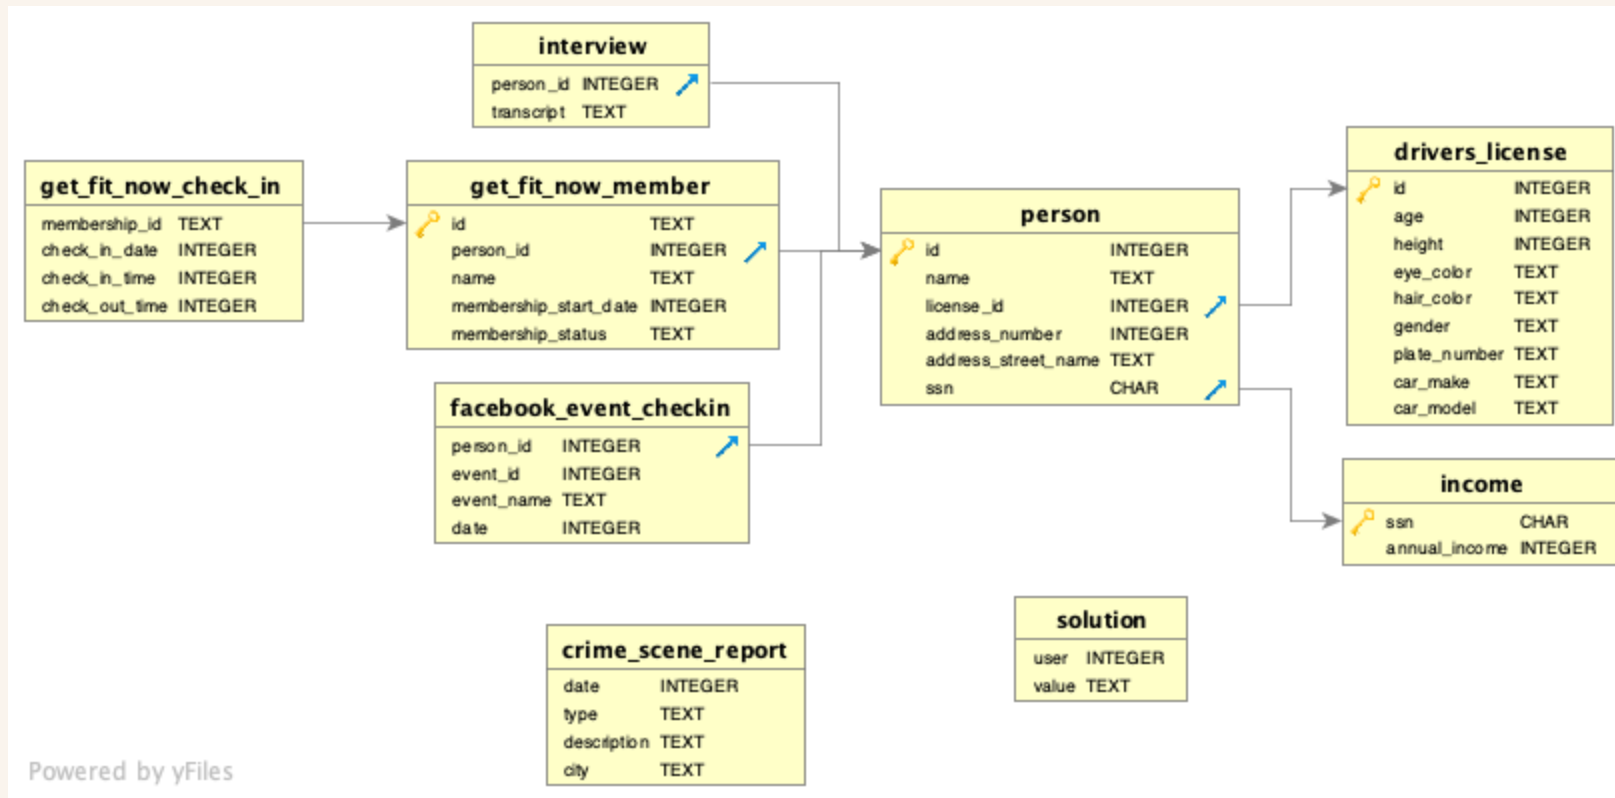 interview
person_id INTEGER
transcript TEXT
get_fit_now_check_in
membership_id TEXT
check_in_date INTEGER
check_in_time INTEGER
check_out_time INTEGER
get_fit_now_member
id TEXT
person_id INTEGER
name TEXT
membership_start_date INTEGER
membership_status TEXT
facebook_event_checkin
person_id INTEGER
event_id INTEGER
event_name TEXT
date INTEGER
person
id INTEGER
name TEXT
license_id INTEGER
address_number INTEGER
address_street_name TEXT
ssn CHAR
drivers_license
id INTEGER
age INTEGER
height INTEGER
eye_color TEXT
hair_color TEXT
gender TEXT
plate_number TEXT
car_make TEXT
car_model TEXT
income
ssn CHAR
annual_income INTEGER
solution
user INTEGER
value TEXT
crime_scene_report
date INTEGER
type TEXT
description TEXT
city TEXT
Powered by yFiles